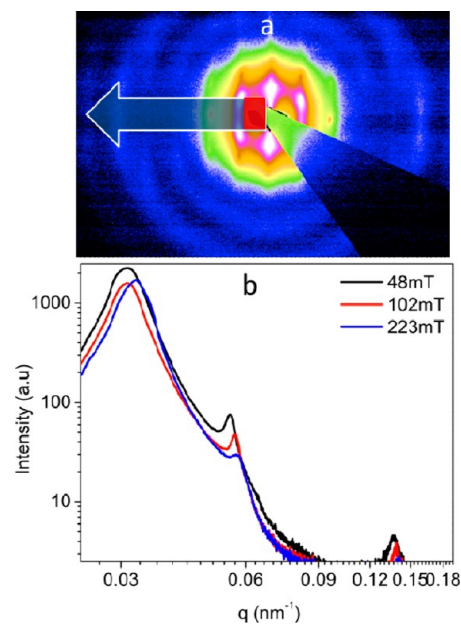 a
b
48mT
102mT
223mT
1000
100
10
Intensity (a.u)
0.03
0.06
0.09
0.12
0.15
0.18
q (nm⁻¹)